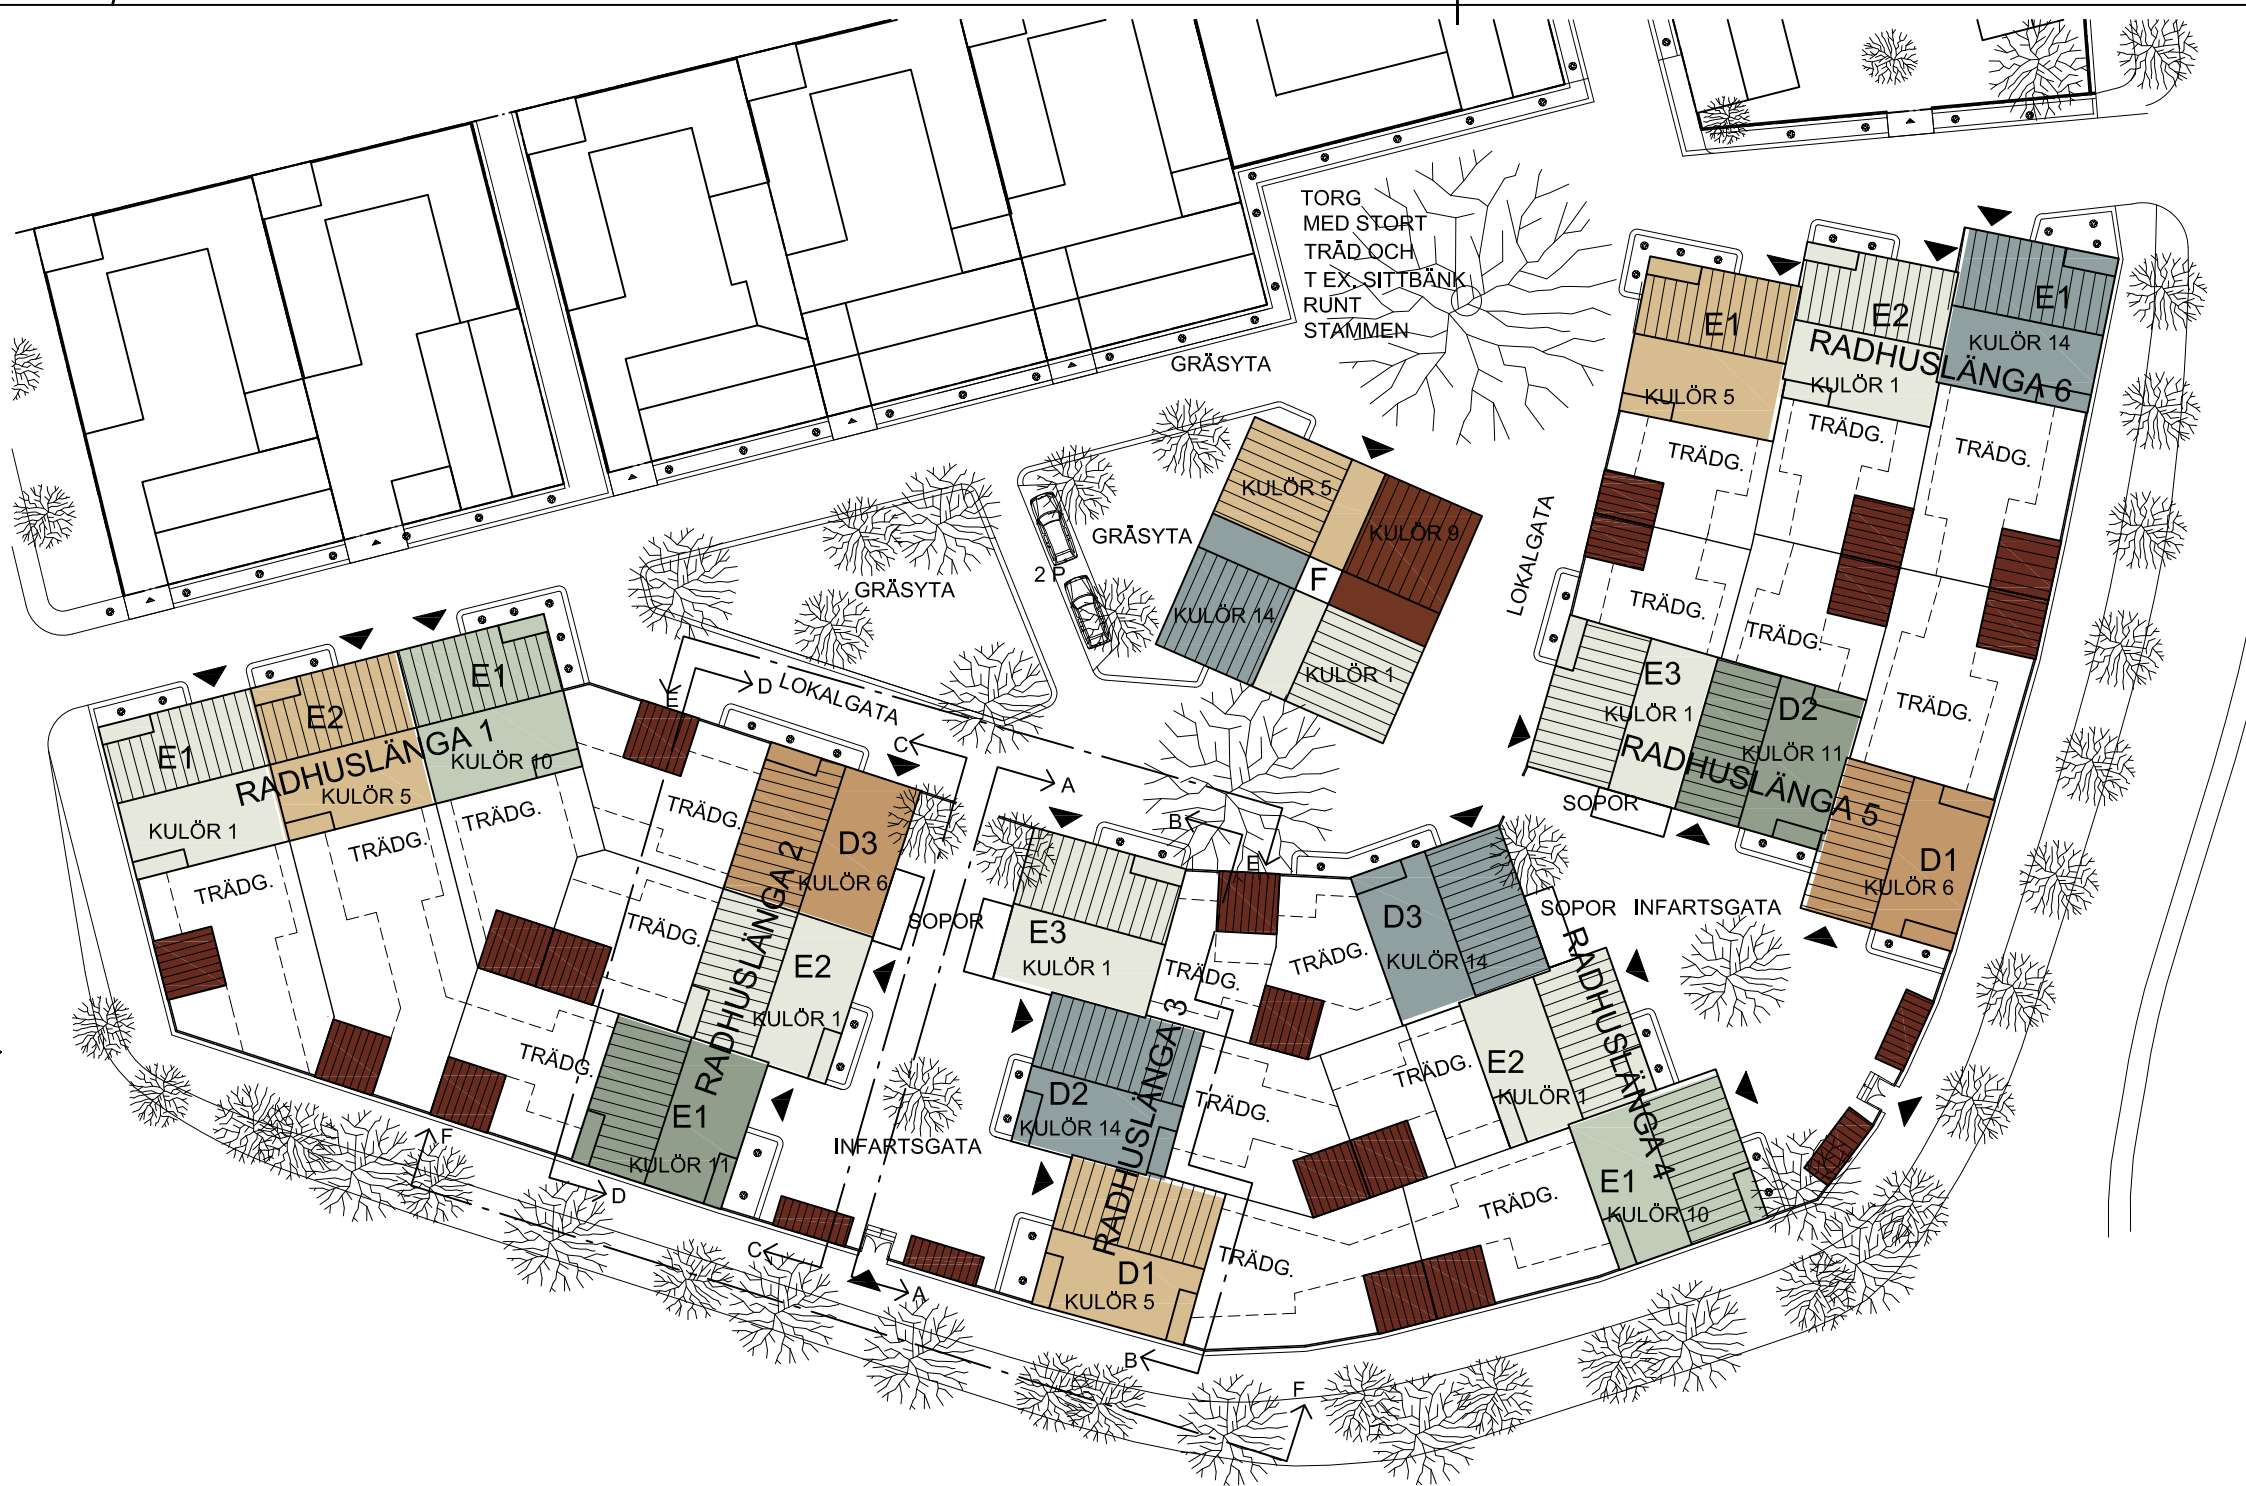 TORG
MED STORT
TRÄD OCH
T EX. SITTBÄNK
RUNT
STAMMEN
GRÄSYTA
E1
KULÖR 5
E2
KULÖR 1
E1
KULÖR 14
RADHUSLÄNGA 6
TRÄDG.
TRÄDG.
TRÄDG.
LOKALGATA
TRÄDG.
TRÄDG.
TRÄDG.
GRÄSYTA
2 P
GRÄSYTA
KULÖR 5
KULÖR 9
F
KULÖR 14
KULÖR 1
E3
KULÖR 1
D2
KULÖR 11
RADHUSLÄNGA 5
D1
KULÖR 6
SOPOR
E1
KULÖR 1
E2
KULÖR 5
E1
KULÖR 10
RADHUSLÄNGA 1
TRÄDG.
TRÄDG.
TRÄDG.
E
D
LOKALGATA
C
A
B
E
TRÄDG.
D3
KULÖR 6
RADHUSLÄNGA 2
SOPOR
TRÄDG.
E2
KULÖR 1
TRÄDG.
E1
KULÖR 11
F
D
C
A
INFARTSGATA
E3
KULÖR 1
TRÄDG.
D2
KULÖR 14
RADHUSLÄNGA 3
TRÄDG.
D1
KULÖR 5
TRÄDG.
B
F
TRÄDG.
D3
KULÖR 14
SOPOR
INFARTSGATA
RADHUSLÄNGA 4
TRÄDG.
E2
KULÖR 1
TRÄDG.
E1
KULÖR 10